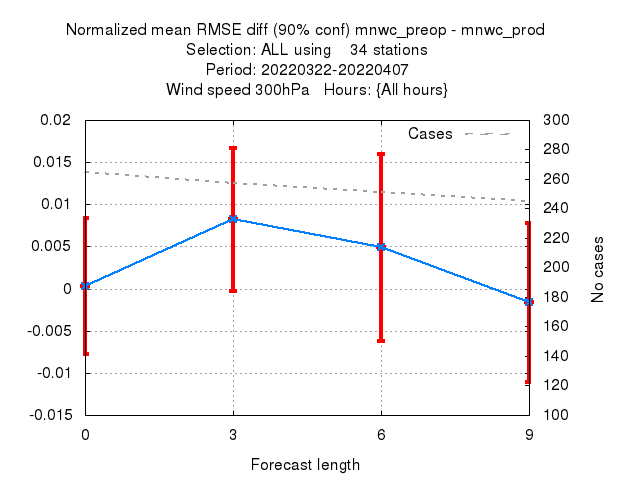 Normalized mean RMSE diff (90% conf) mnwc_preop - mnwc_prod
Selection: ALL using    34 stations
Period: 20220322-20220407
Wind speed 300hPa   Hours: {All hours}
Cases
0.02
0.015
0.01
0.005
0
-0.005
-0.01
-0.015
300
280
260
240
220
200
180
160
140
120
100
No cases
0 3 6 9
Forecast length